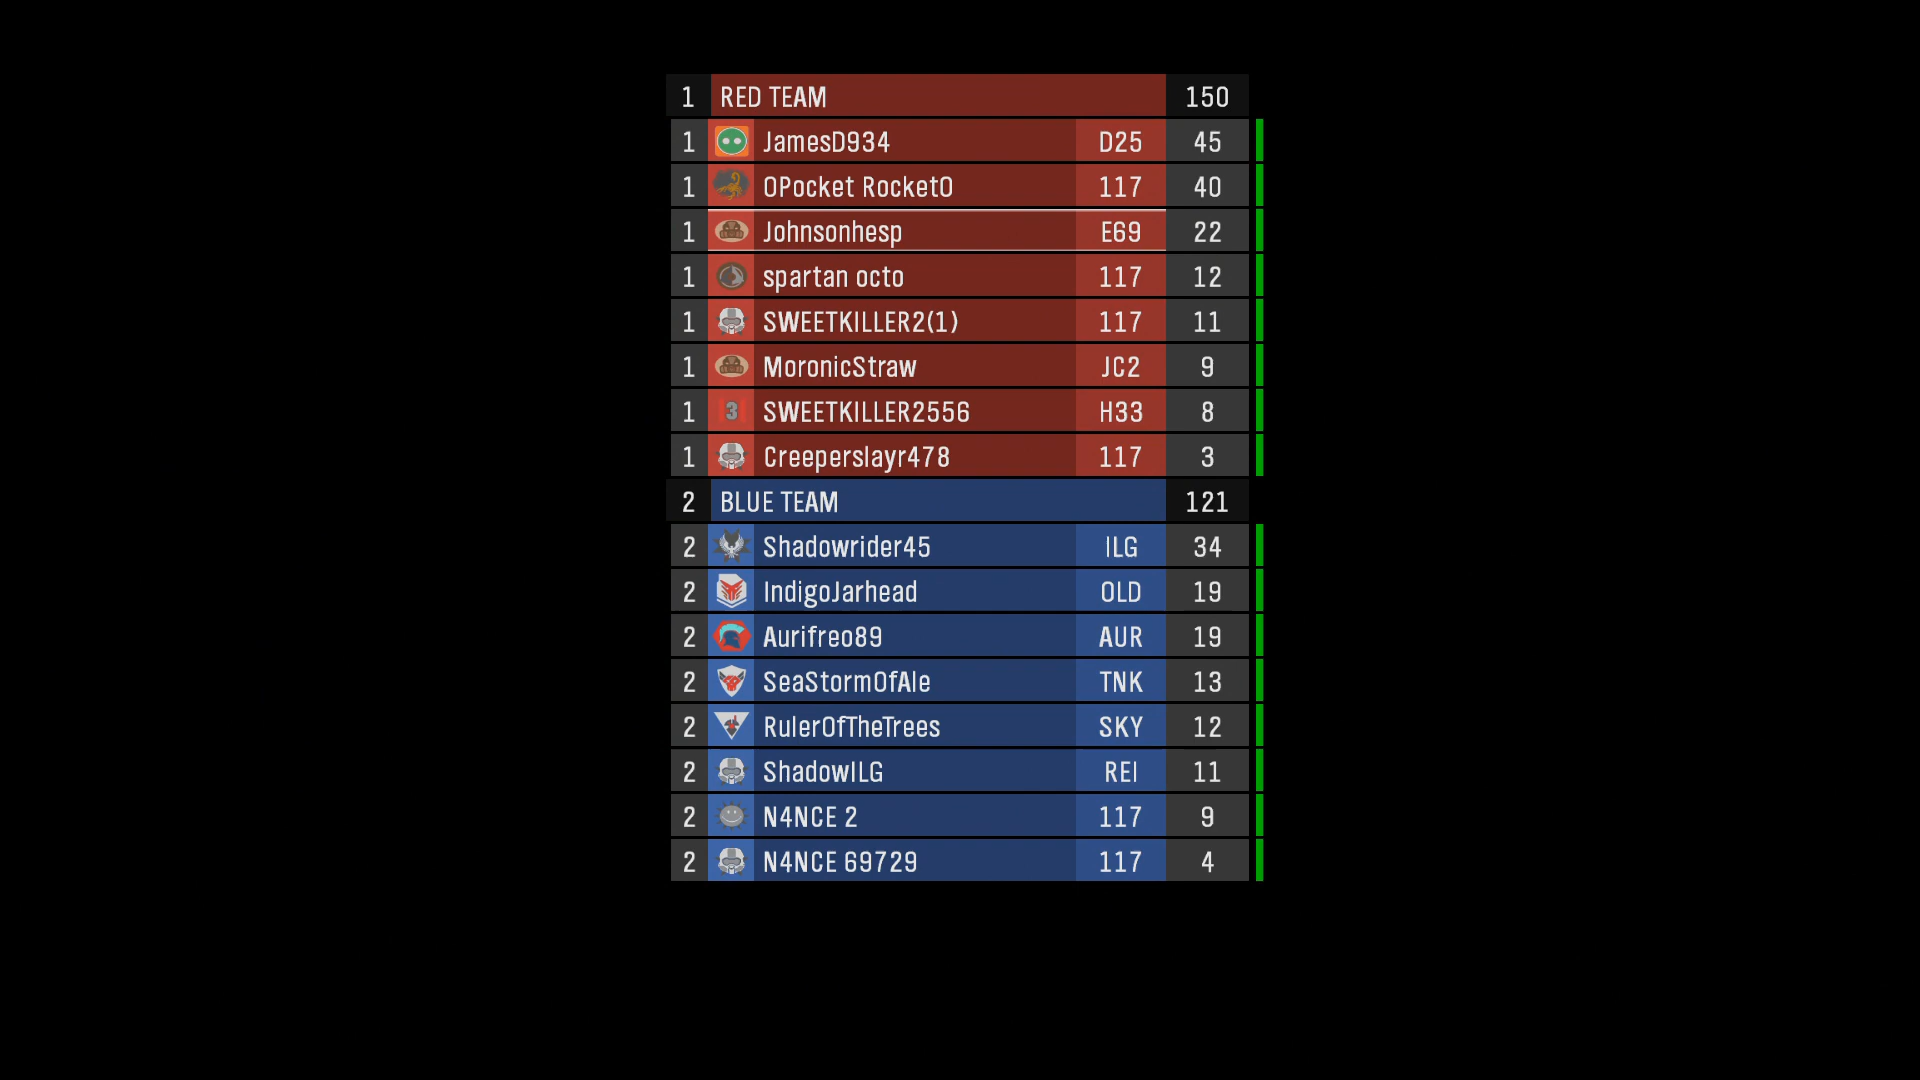 1 RED TEAM 150
1 JamesD934 D25 45
1 OPocket RocketO 117 40
1 Johnsonhesp E69 22
1 spartan octo 117 12
1 SWEETKILLER2(1) 117 11
1 MoronicStraw JC2 9
1 3 SWEETKILLER2556 H33 8
1 Creeperslayr478 117 3
2 BLUE TEAM 121
2 Shadowrider45 ILG 34
2 IndigoJarhead OLD 19
2 Aurifreo89 AUR 19
2 SeaStormOfAle TNK 13
2 RulerOfTheTrees SKY 12
2 ShadowILG REI 11
2 N4NCE 2 117 9
2 N4NCE 69729 117 4